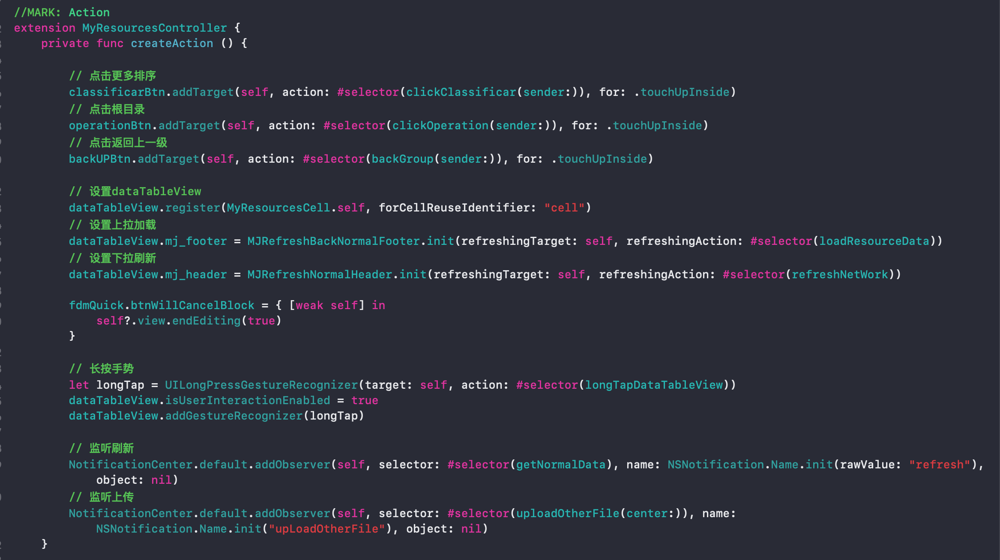 //MARK: Action
extension MyResourcesController {
    private func createAction () {
        // 点击更多排序
        classificarBtn.addTarget(self, action: #selector(clickClassificar(sender:)), for: .touchUpInside)
        // 点击根目录
        operationBtn.addTarget(self, action: #selector(clickOperation(sender:)), for: .touchUpInside)
        // 点击返回上一级
        backUPBtn.addTarget(self, action: #selector(backGroup(sender:)), for: .touchUpInside)
        // 设置dataTableView
        dataTableView.register(MyResourcesCell.self, forCellReuseIdentifier: "cell")
        // 设置上拉加载
        dataTableView.mj_footer = MJRefreshBackNormalFooter.init(refreshingTarget: self, refreshingAction: #selector(loadResourceData))
        // 设置下拉刷新
        dataTableView.mj_header = MJRefreshNormalHeader.init(refreshingTarget: self, refreshingAction: #selector(refreshNetWork))
        fdmQuick.btnWillCancelBlock = { [weak self] in
            self?.view.endEditing(true)
        }
        // 长按手势
        let longTap = UILongPressGestureRecognizer(target: self, action: #selector(longTapDataTableView))
        dataTableView.isUserInteractionEnabled = true
        dataTableView.addGestureRecognizer(longTap)
        // 监听刷新
        NotificationCenter.default.addObserver(self, selector: #selector(getNormalData), name: NSNotification.Name.init(rawValue: "refresh"),
            object: nil)
        // 监听上传
        NotificationCenter.default.addObserver(self, selector: #selector(uploadOtherFile(center:)), name:
            NSNotification.Name.init("upLoadOtherFile"), object: nil)
    }